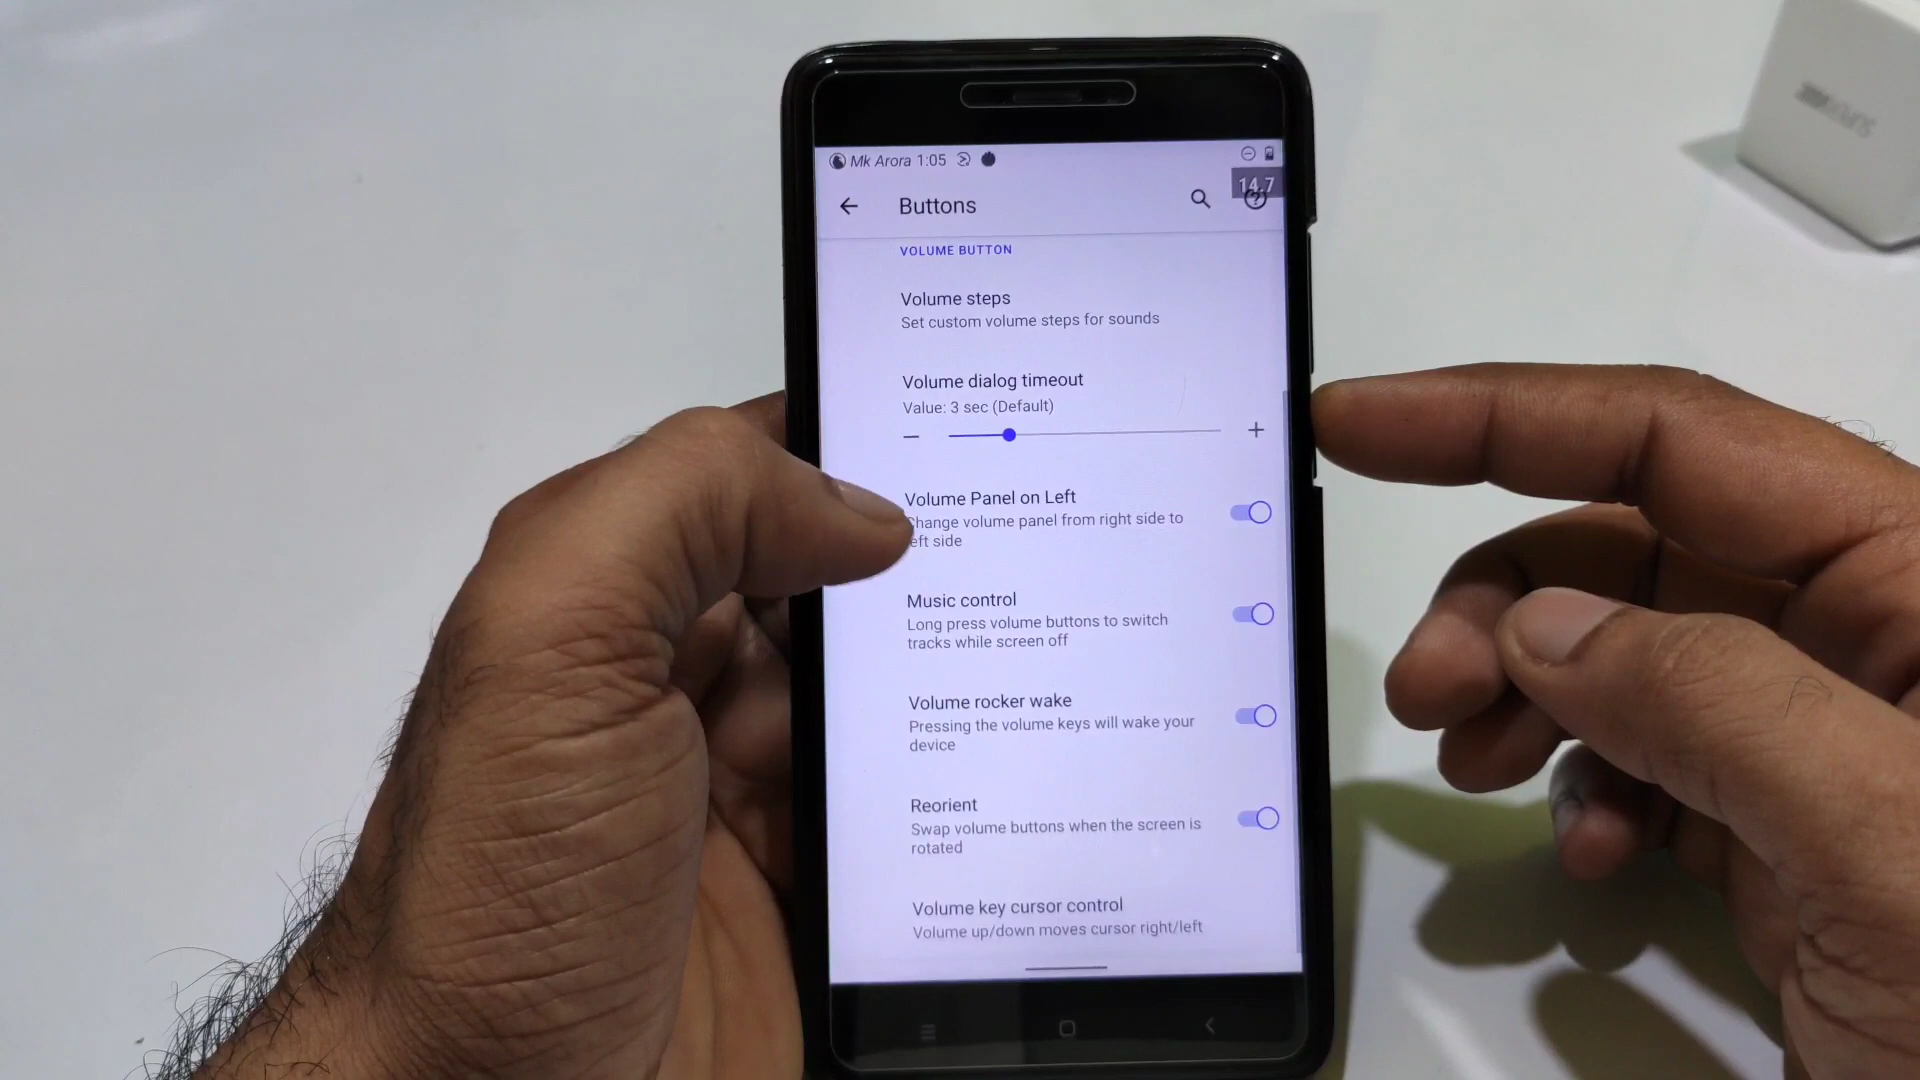 Mk Arora 1:05
14.7
Buttons
VOLUME BUTTON
Volume steps
Set custom volume steps for sounds
Volume dialog timeout
Value: 3 sec (Default)
Volume Panel on Left
Change volume panel from right side to
left side
Music control
Long press volume buttons to switch
tracks while screen off
Volume rocker wake
Pressing the volume keys will wake your
device
Reorient
Swap volume buttons when the screen is
rotated
Volume key cursor control
Volume up/down moves cursor right/left